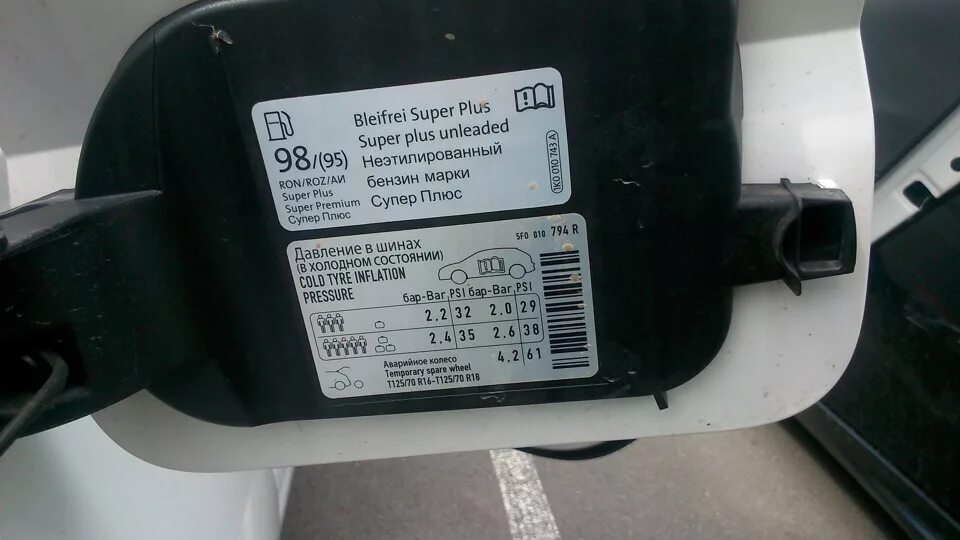 Bleifrei Super Plus
Super plus unleaded
Неэтилированный
бензин марки
Супер Плюс
98/(95)
RON/ROZ/АИ
Super Plus
Super Premium
Супер Плюс
1K0 010 743 A
5F0 010 794 R
Давление в шинах
(В ХОЛОДНОМ СОСТОЯНИИ)
COLD TYRE INFLATION
PRESSURE
бар-Bar PSI бар-Bar PSI
2.2 32 2.0 29
2.4 35 2.6 38
Аварийное колесо 4.2 61
Temporary spare wheel
T125/70 R16-T125/70 R18